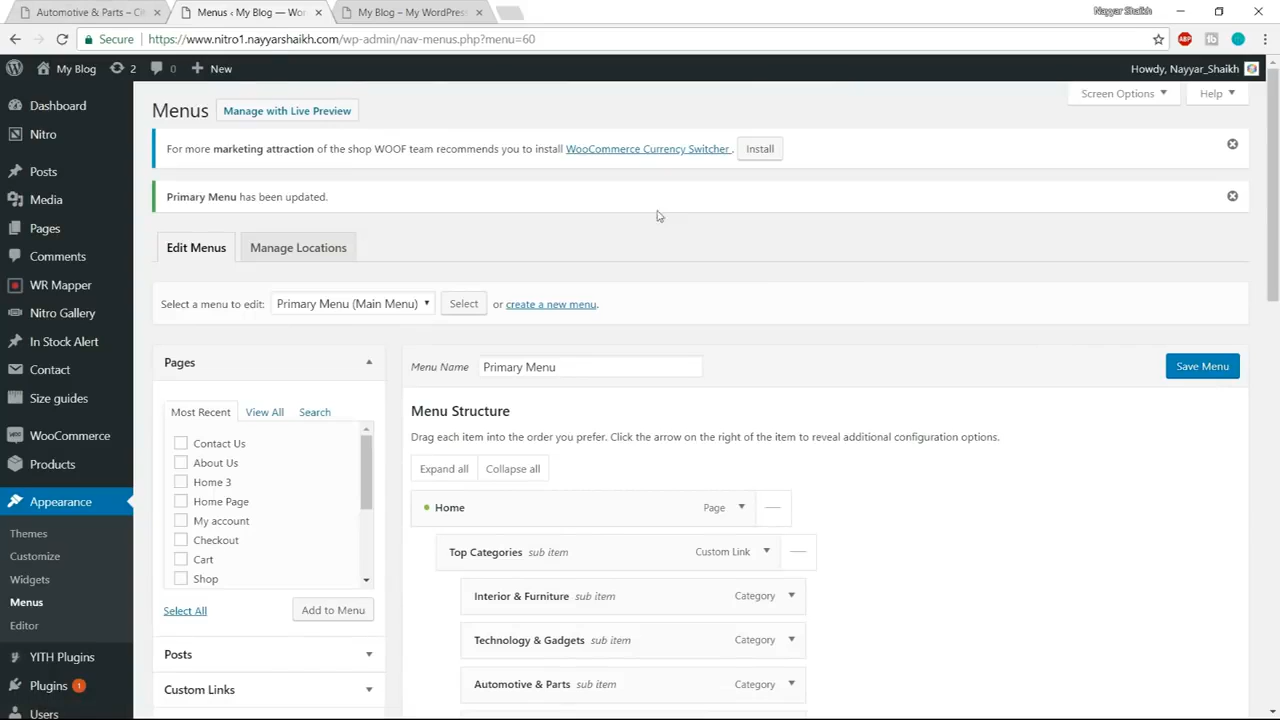 Automotive & Parts – Ch
Menus ‹ My Blog — Wor
My Blog – My WordPress
Nayyar Shaikh
Secure
https://www.nitro1.nayyarshaikh.com/wp-admin/nav-menus.php?menu=60
ABP
tb
My Blog
2
0
New
Howdy, Nayyar_Shaikh
Dashboard
Nitro
Posts
Media
Pages
Comments
WR Mapper
Nitro Gallery
In Stock Alert
Contact
Size guides
WooCommerce
Products
Appearance
Themes
Customize
Widgets
Menus
Editor
YITH Plugins
Plugins 1
Users
Screen Options
Help
Menus
Manage with Live Preview
For more marketing attraction of the shop WOOF team recommends you to install WooCommerce Currency Switcher . Install
Primary Menu has been updated.
Edit Menus
Manage Locations
Select a menu to edit: Primary Menu (Main Menu) Select or create a new menu.
Pages
Most Recent
View All
Search
Contact Us
About Us
Home 3
Home Page
My account
Checkout
Cart
Shop
Select All
Add to Menu
Posts
Custom Links
Menu Name Primary Menu
Save Menu
Menu Structure
Drag each item into the order you prefer. Click the arrow on the right of the item to reveal additional configuration options.
Expand all
Collapse all
Home Page
Top Categories sub item Custom Link
Interior & Furniture sub item Category
Technology & Gadgets sub item Category
Automotive & Parts sub item Category